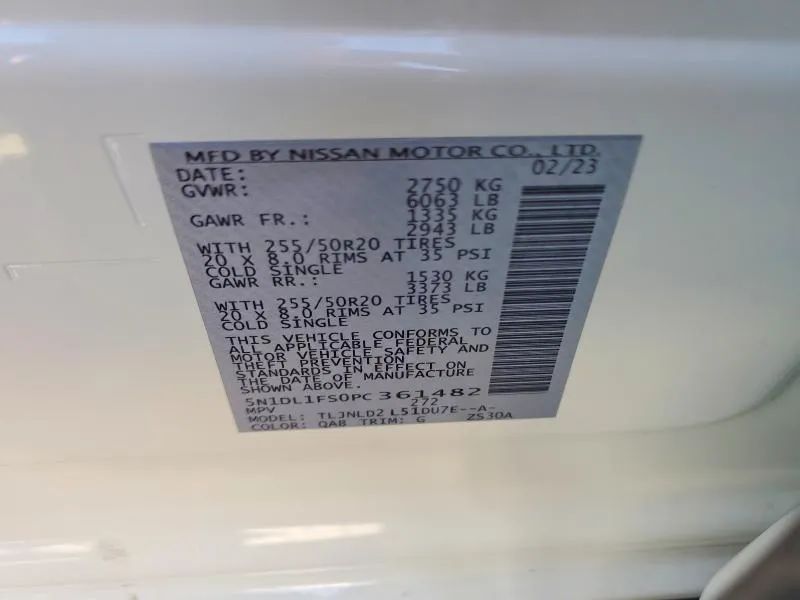 MFD BY NISSAN MOTOR CO., LTD.
DATE: 02/23
GVWR: 2750 KG
6063 LB
GAWR FR.: 1335 KG
2943 LB
WITH 255/50R20 TIRES
20 X 8.0 RIMS AT 35 PSI
COLD SINGLE
GAWR RR.: 1530 KG
3373 LB
WITH 255/50R20 TIRES
20 X 8.0 RIMS AT 35 PSI
COLD SINGLE
THIS VEHICLE CONFORMS TO
ALL APPLICABLE FEDERAL
MOTOR VEHICLE SAFETY AND
THEFT PREVENTION
STANDARDS IN EFFECT ON
THE DATE OF MANUFACTURE
SHOWN ABOVE.
5N1DL1FS0PC 361482
MPV 272
MODEL: TLJNLD2 L51DU7E--A-
COLOR: QAB TRIM: G ZS30A